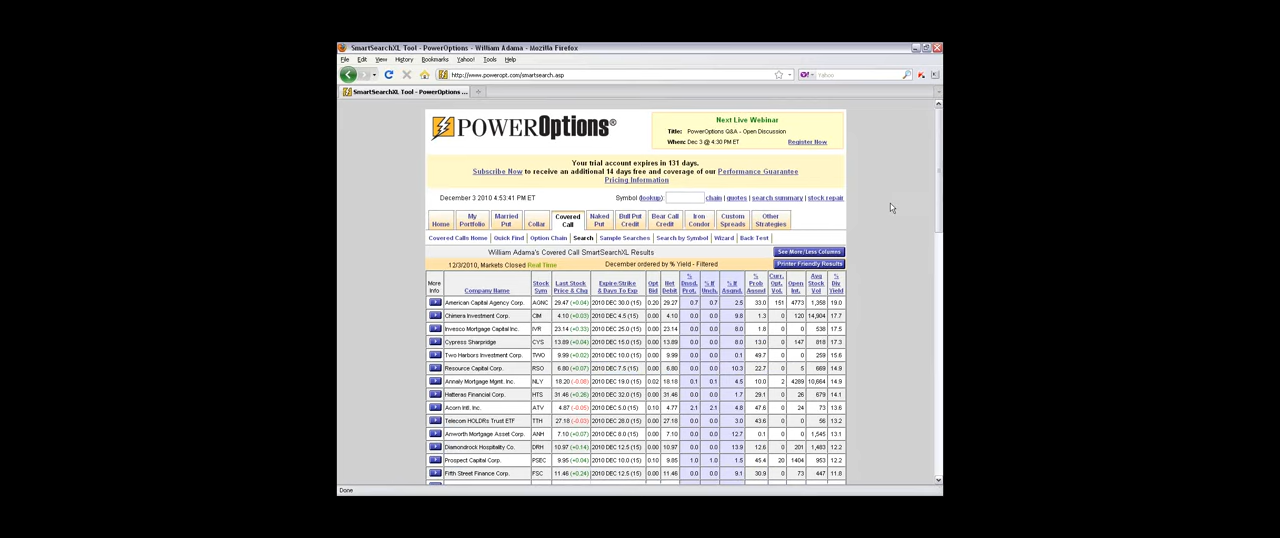 SmartSearchXL Tool - PowerOptions - William Adama - Mozilla Firefox
File Edit View History Bookmarks Yahoo! Tools Help
http://www.poweropt.com/smartsearch.asp Yahoo
SmartSearchXL Tool - PowerOptions ...
POWEROptions®
Next Live Webinar
Title: PowerOptions Q&A - Open Discussion
When: Dec 3 @ 4:30 PM ET Register Now
Your trial account expires in 131 days.
Subscribe Now to receive an additional 14 days free and coverage of our Performance Guarantee
Pricing Information
December 3 2010 4:53:41 PM ET Symbol (lookup): chain | quotes | search summary | stock repair
Home My Portfolio Married Put Collar Covered Call Naked Put Bull Put Credit Bear Call Credit Iron Condor Custom Spreads Other Strategies
Covered Calls Home | Quick Find | Option Chain | Search | Sample Searches | Search by Symbol | Wizard | Back Test
William Adama's Covered Call SmartSearchXL Results See More/Less Columns
12/3/2010, Markets Closed Real Time December ordered by % Yield - Filtered Printer Friendly Results
More Info Company Name Stock Sym Last Stock Price & Chg Expire Strike & Days To Exp Opt Bid Net Debit % Dnsd. Prot. % If Unch. % If Asgnd. % Prob Assnd Curr. Opt. Vol. Open Int. Avg Stock Vol % Div Yield
American Capital Agency Corp. AGNC 29.47 (+0.04) 2010 DEC 30.0 (15) 0.20 29.27 0.7 0.7 2.5 33.0 151 4773 1,358 19.0
Chimera Investment Corp. CIM 4.10 (+0.03) 2010 DEC 4.5 (15) 0.00 4.10 0.0 0.0 9.8 1.3 0 120 14,904 17.7
Invesco Mortgage Capital Inc. IVR 23.14 (+0.33) 2010 DEC 25.0 (15) 0.00 23.14 0.0 0.0 8.0 1.8 0 0 538 17.5
Cypress Sharpridge CYS 13.89 (+0.04) 2010 DEC 15.0 (15) 0.00 13.89 0.0 0.0 8.0 13.0 0 147 818 17.3
Two Harbors Investment Corp. TWO 9.99 (+0.02) 2010 DEC 10.0 (15) 0.00 9.99 0.0 0.0 0.1 49.7 0 0 259 15.6
Resource Capital Corp. RSO 6.80 (+0.07) 2010 DEC 7.5 (15) 0.00 6.80 0.0 0.0 10.3 22.7 0 5 669 14.9
Annaly Mortgage Mgmt. Inc. NLY 18.20 (-0.08) 2010 DEC 19.0 (15) 0.02 18.18 0.1 0.1 4.5 10.0 2 4289 10,664 14.9
Hatteras Financial Corp. HTS 31.46 (+0.26) 2010 DEC (15) 0.00 31.46 0.0 0.0 1.7 29.1 0 26 679 14.1
Acorn Intl. Inc. ATV 4.87 (-0.05) 2010 DEC 5.0 (15) 0.10 4.77 2.1 2.1 4.8 47.6 0 24 73 13.6
Telecom HOLDRs Trust ETF TTH 27.18 (-0.03) 2010 DEC (15) 0.00 27.18 0.0 0.0 3.0 43.6 0 0 56 13.2
Anworth Mortgage Asset Corp. ANH 7.10 (+0.07) 2010 DEC 8.0 (15) 0.00 7.10 0.0 0.0 12.7 0.1 0 0 1,545 13.1
Diamondrock Hospitality Co. DRH 10.97 (+0.14) 2010 DEC 12.5 (15) 0.00 10.97 0.0 0.0 13.9 12.6 0 201 1,483 12.2
Prospect Capital Corp. PSEC 9.95 (+0.04) 2010 DEC 10.0 (15) 0.10 9.85 1.0 1.0 1.5 45.4 20 1404 953 12.2
Fifth Street Finance Corp. FSC 11.46 (+0.24) 2010 DEC 12.5 (15) 0.00 11.46 0.0 0.0 9.1 30.9 0 73 447 11.8
Done